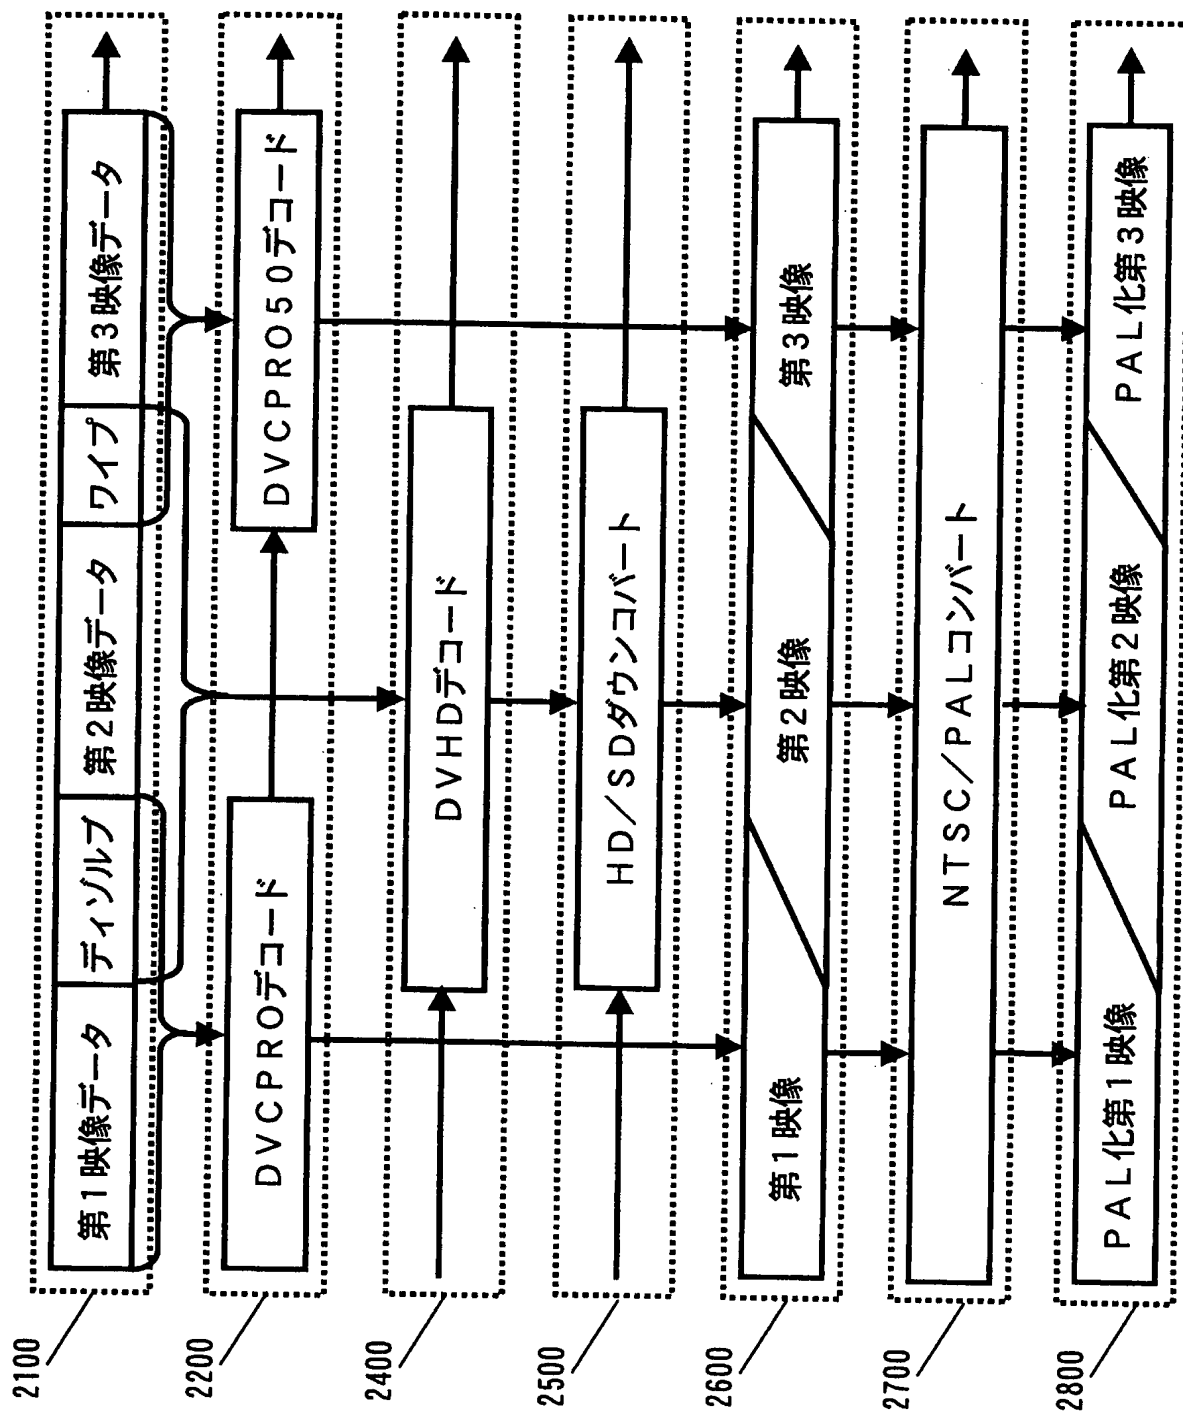 2100
第1映像データ
ディゾルブ
第2映像データ
ワイプ
第3映像データ
2200
DVCPROデコード
DVCPRO50デコード
2400
DVHDデコード
2500
HD/SDダウンコバート
2600
第1映像
第2映像
第3映像
2700
NTSC/PALコンバート
2800
PAL化第1映像
PAL化第2映像
PAL化第3映像